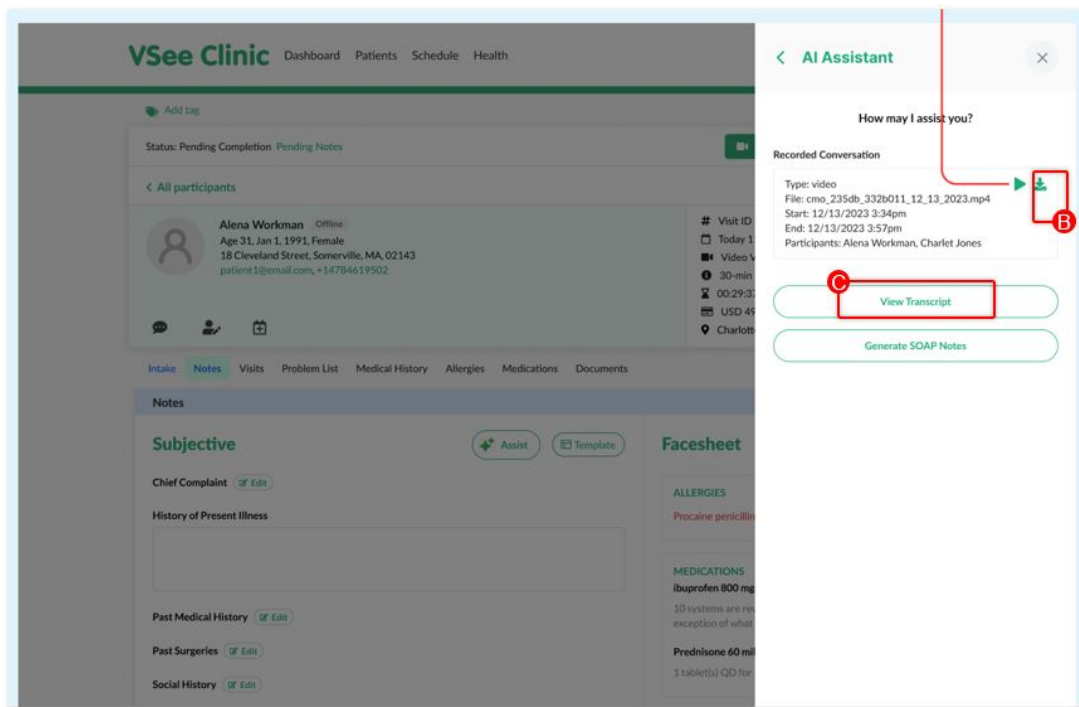 VSee Clinic Dashboard Patients Schedule Health
Add tag
Status: Pending Completion Pending Notes
< All participants
Alena Workman Offline
Age 31, Jan 1, 1991, Female
18 Cleveland Street, Somerville, MA, 02143
patient1@email.com, +14784619502
# Visit ID
Today 1
Video V
30-min
00:29:37
USD 49
Charlott
Intake Notes Visits Problem List Medical History Allergies Medications Documents
Notes
Subjective
Assist
Template
Chief Complaint Edit
History of Present Illness
Past Medical History Edit
Past Surgeries Edit
Social History Edit
Facesheet
ALLERGIES
Procaine penicillin
MEDICATIONS
ibuprofen 800 mg
10 systems are rev
exception of what
Prednisone 60 mil
1 tablet(s) QD for
AI Assistant
How may I assist you?
Recorded Conversation
Type: video
File: cmo_235db_332b011_12_13_2023.mp4
Start: 12/13/2023 3:34pm
End: 12/13/2023 3:57pm
Participants: Alena Workman, Charlet Jones
B
C
View Transcript
Generate SOAP Notes